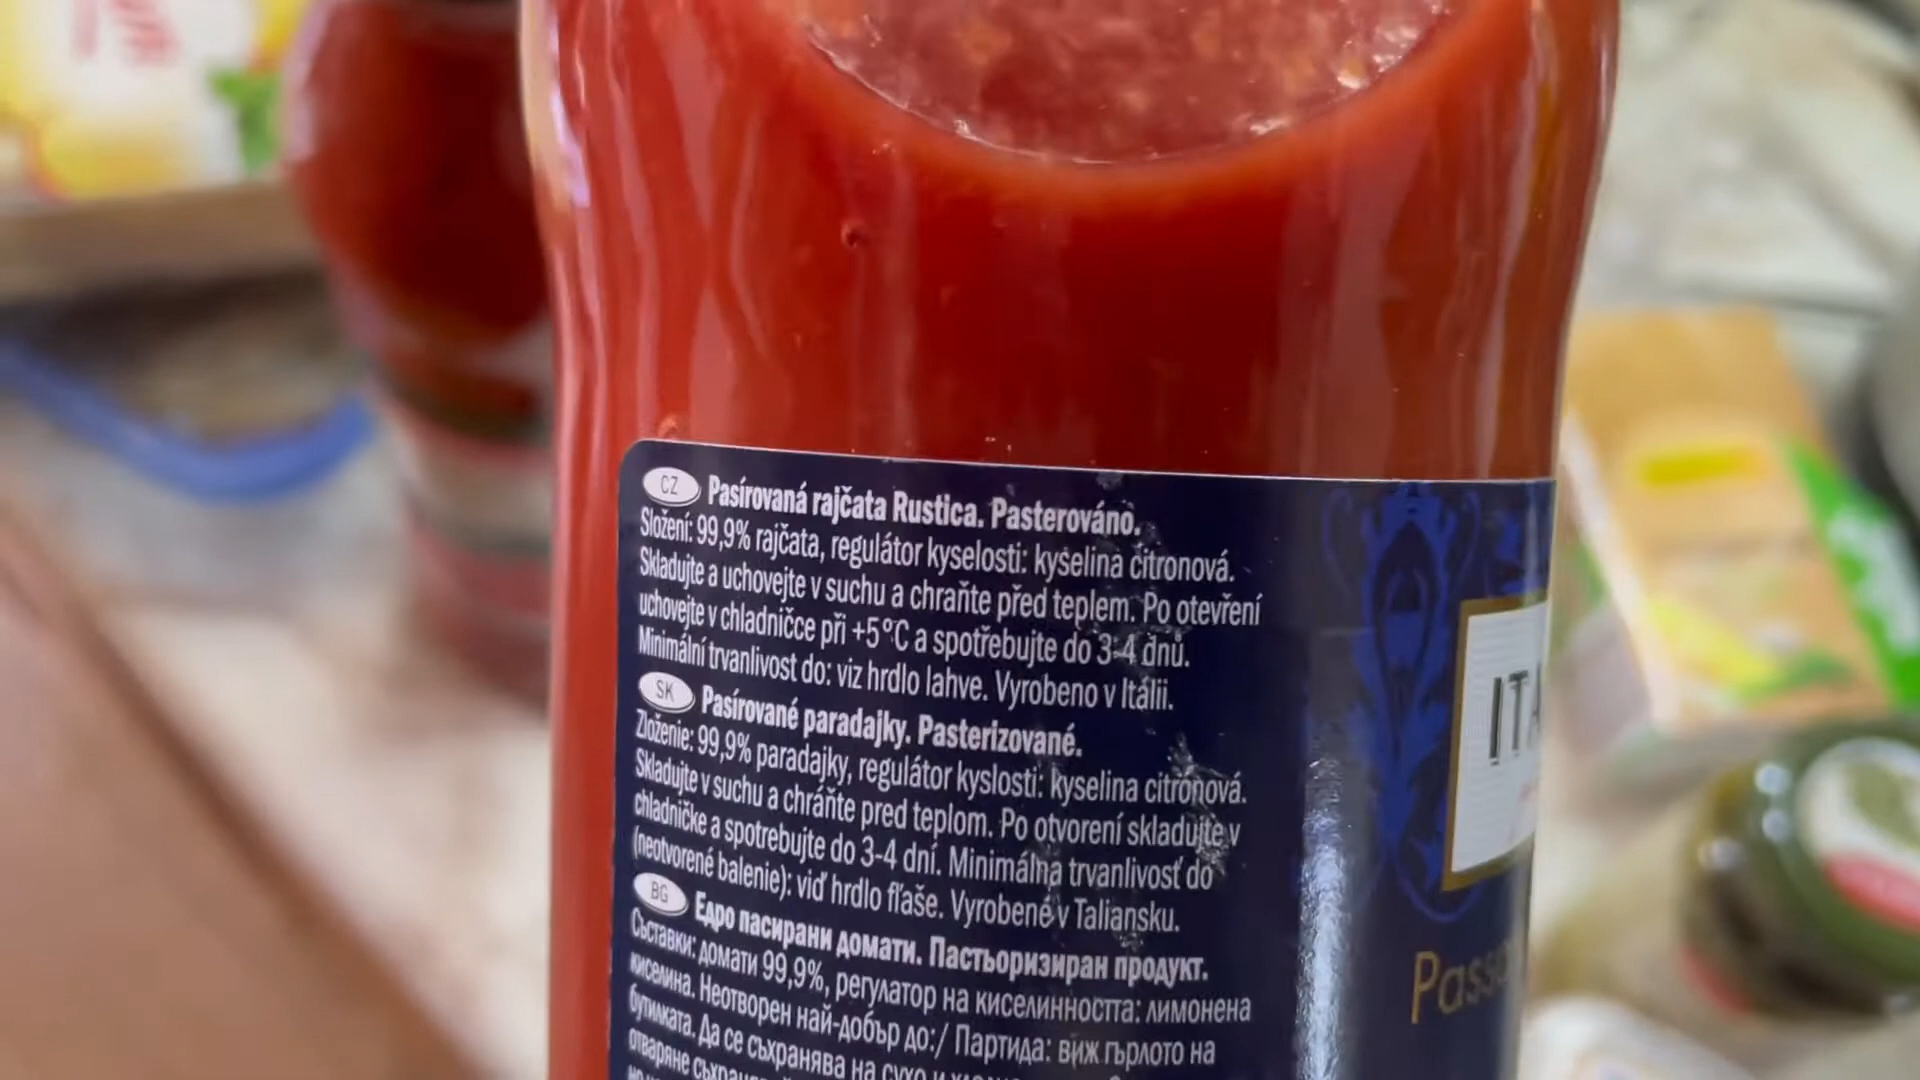 CZ Pasírovaná rajčata Rustica. Pasterováno.
Složení: 99,9% rajčata, regulátor kyselosti: kyselina citronová.
Skladujte a uchovejte v suchu a chraňte před teplem. Po otevření
uchovejte v chladničce při +5°C a spotřebujte do 3-4 dnů.
Minimální trvanlivost do: viz hrdlo lahve. Vyrobeno v Itálii.
SK Pasírované paradajky. Pasterizované.
Zloženie: 99,9% paradajky, regulátor kyslosti: kyselina citrónová.
Skladujte v suchu a chráňte pred teplom. Po otvorení skladujte v
chladničke a spotrebujte do 3-4 dní. Minimálna trvanlivosť do
(neotvorené balenie): viď hrdlo fľaše. Vyrobené v Taliansku.
BG Едро пасирани домати. Пастьоризиран продукт.
Съставки: домати 99,9%, регулатор на киселинността: лимонена
киселина. Неотворен най-добър до:/ Партида: виж гърлото на
бутилката. Да се съхранява на сухо и
отваряне
ITA
Pass